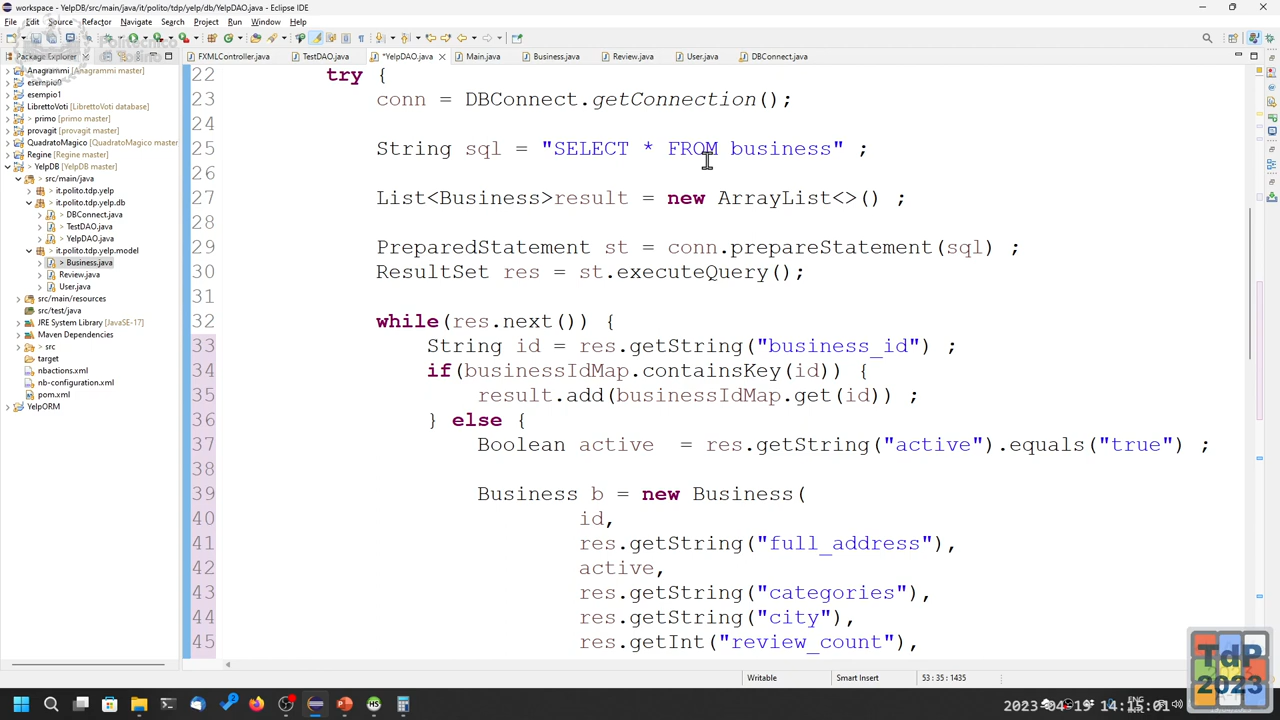 workspace - YelpDB/src/main/java/it/polito/tdp/yelp/db/YelpDAO.java - Eclipse IDE
File Edit Source Refactor Navigate Search Project Run Window Help
Politecnico
Package Explorer
FXMLController.java TestDAO.java *YelpDAO.java Main.java Business.java Review.java User.java DBConnect.java
Anagrammi [Anagrammi master]
esempio0
esempio1
LibrettoVoti [LibrettoVoti database]
> primo [primo master]
provagit [provagit master]
QuadratoMagico [QuadratoMagico master]
Regine [Regine master]
> YelpDB [YelpDB master]
> src/main/java
> it.polito.tdp.yelp
> it.polito.tdp.yelp.db
> DBConnect.java
> TestDAO.java
> YelpDAO.java
> it.polito.tdp.yelp.model
> Business.java
Review.java
User.java
> src/main/resources
src/test/java
JRE System Library [JavaSE-17]
Maven Dependencies
> src
target
nbactions.xml
nb-configuration.xml
pom.xml
YelpORM
22 try {
23 conn = DBConnect.getConnection();
24
25 String sql = "SELECT * FROM business" ;
26
27 List<Business>result = new ArrayList<>() ;
28
29 PreparedStatement st = conn.prepareStatement(sql) ;
30 ResultSet res = st.executeQuery();
31
32 while(res.next()) {
33 String id = res.getString("business_id") ;
34 if(businessIdMap.containsKey(id)) {
35 result.add(businessIdMap.get(id)) ;
36 } else {
37 Boolean active = res.getString("active").equals("true") ;
38
39 Business b = new Business(
40 id,
41 res.getString("full_address"),
42 active,
43 res.getString("categories"),
44 res.getString("city"),
45 res.getInt("review_count"),
Writable Smart Insert 53 : 35 : 1435
TdP
2023
ENG
2023-04-19 14:15:01